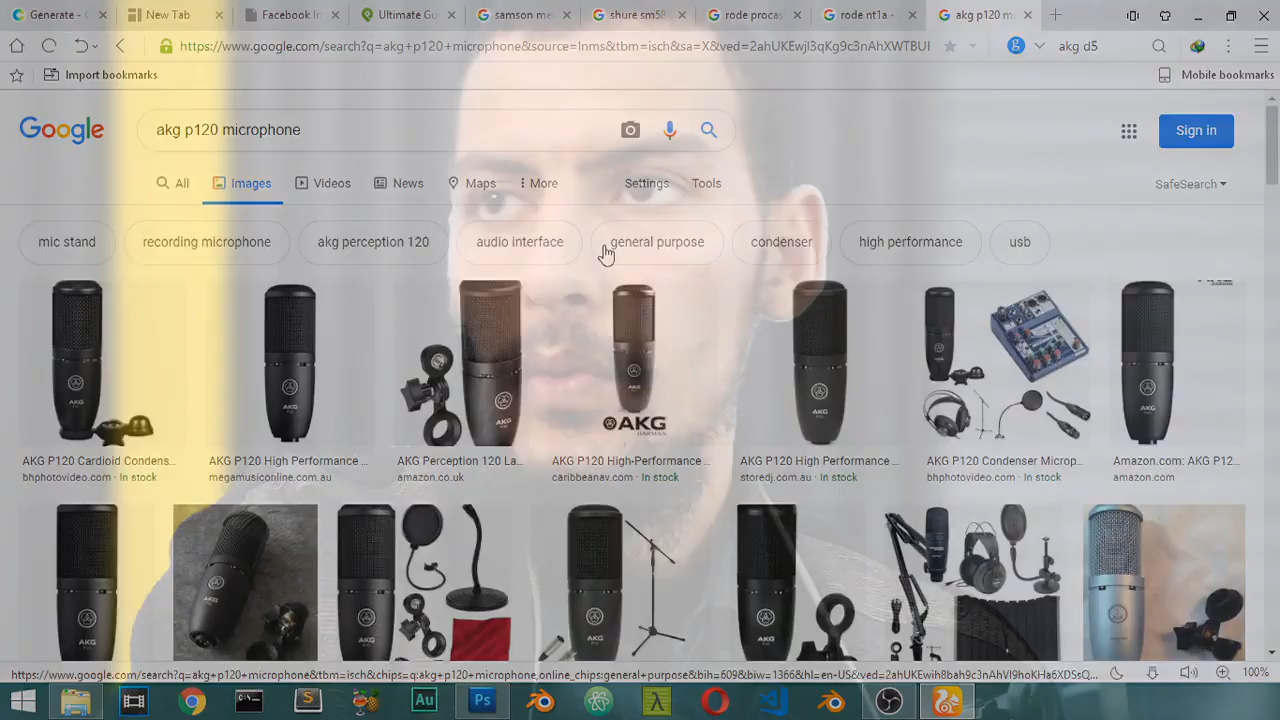 Generate - C
New Tab
Facebook In
Ultimate Gu
samson me
shure sm58
rode procas
rode nt1a -
akg p120 m
https://www.google.com/search?q=akg+p120+microphone&source=lnms&tbm=isch&sa=X&ved=2ahUKEwjI3qKg9c3nAhXWTBUI
akg d5
Import bookmarks
Mobile bookmarks
Google
akg p120 microphone
Sign in
All
Images
Videos
News
Maps
More
Settings
Tools
SafeSearch
mic stand
recording microphone
akg perception 120
audio interface
general purpose
condenser
high performance
usb
AKG
AKG
AKG
AKG
HARMAN
AKG
AKG
AKG P120 Cardioid Condens...
AKG P120 High Performance ...
AKG Perception 120 La...
AKG P120 High-Performance ...
AKG P120 High Performance ...
AKG P120 Condenser Microp...
Amazon.com: AKG P12...
bhphotovideo.com · In stock
megamusiconline.com.au
amazon.co.uk
caribbeanav.com · In stock
storedj.com.au · In stock
bhphotovideo.com · In stock
amazon.com
AKG
AKG
AKG
AKG
https://www.google.com/search?q=akg+p120+microphone&tbm=isch&chips=q:akg+p120+microphone,online_chips:general+purpose&bih=609&biw=1366&hl=en-US&ved=2ahUKEwih8bah9c3nAhVI9hoKHa6XDSsQ...
100%
Au
Ps